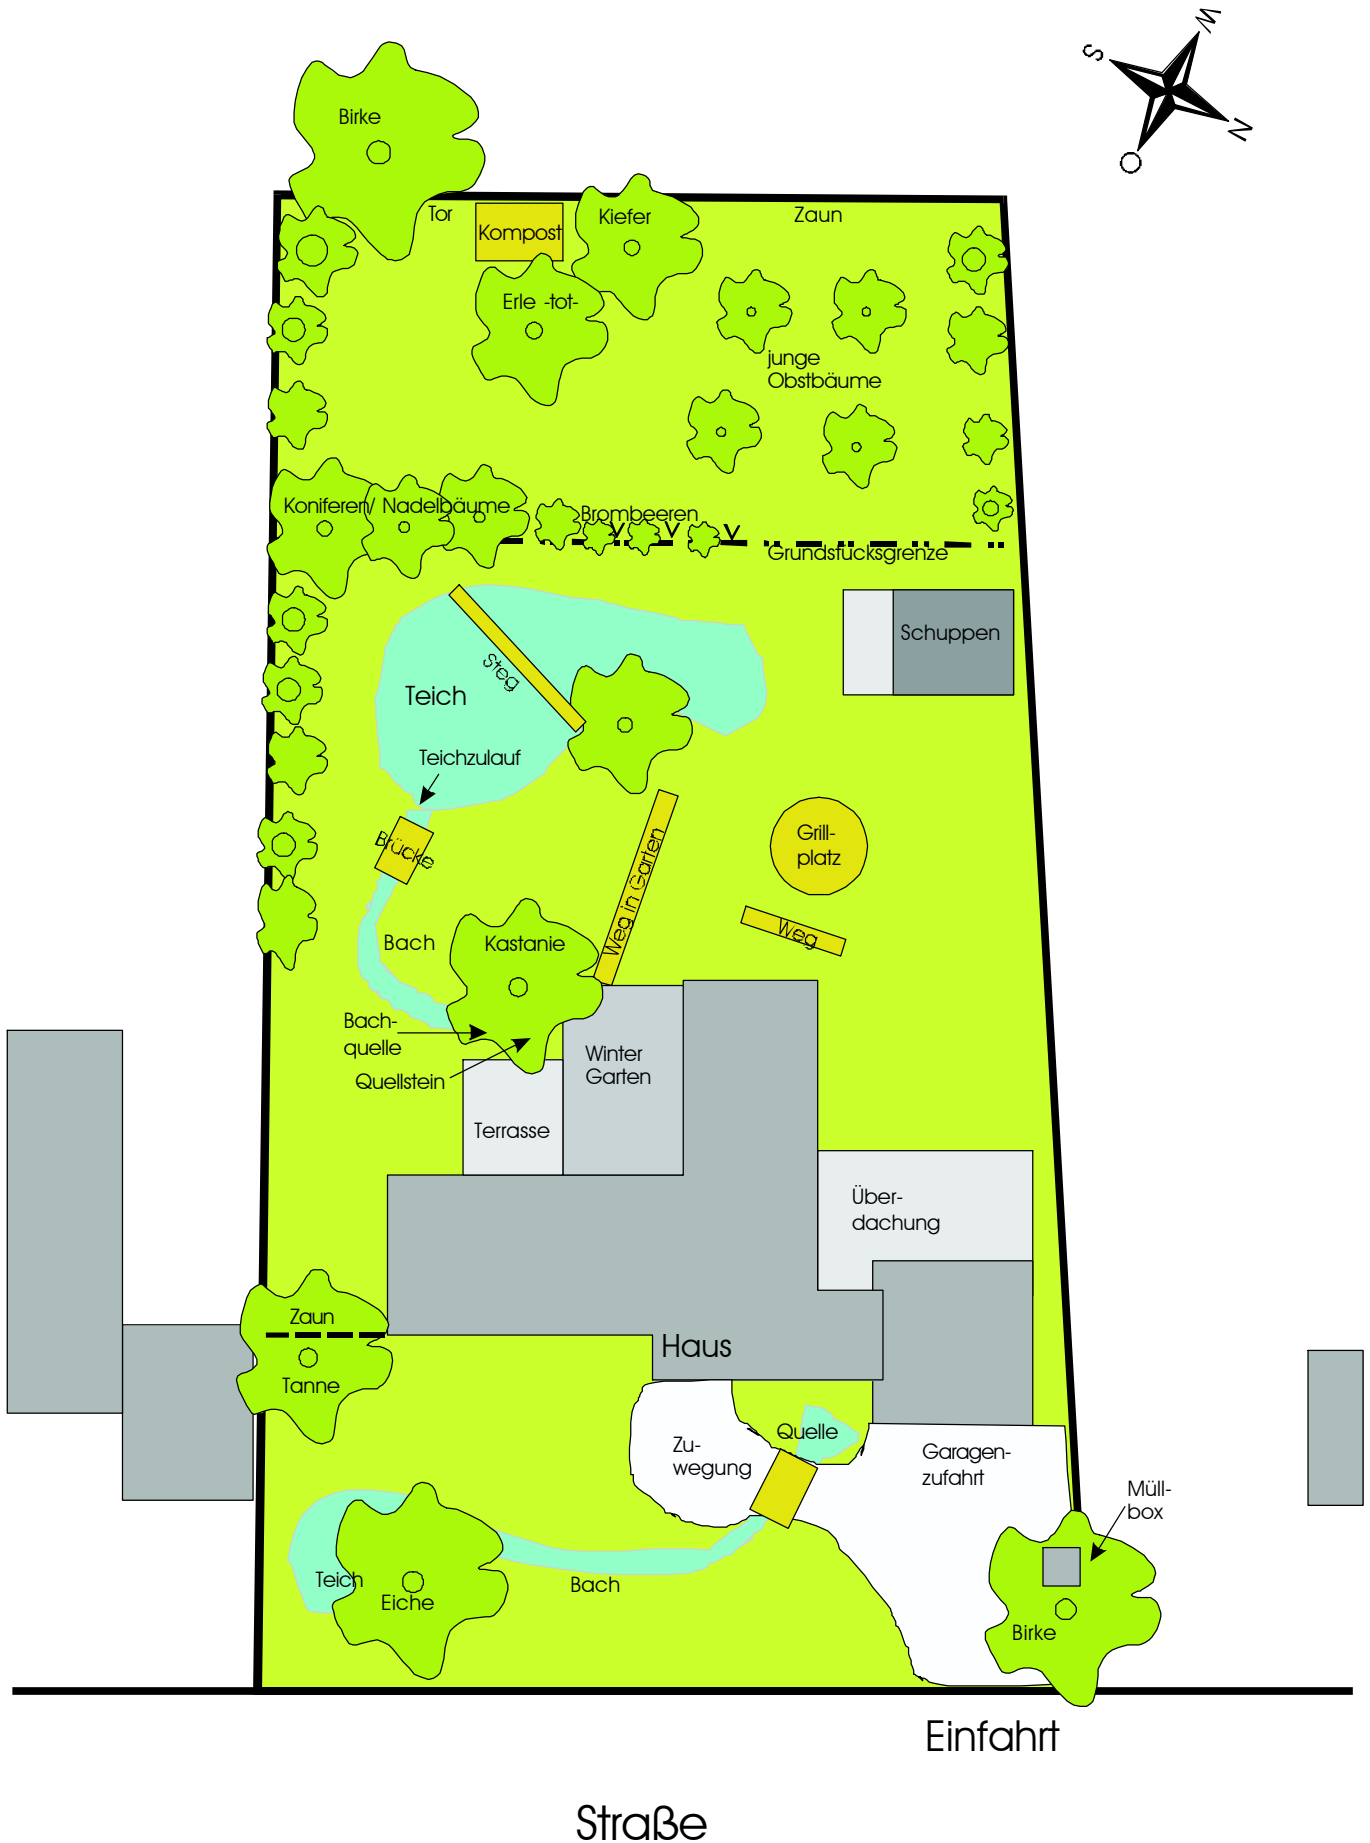 W
S
N
O
Birke
Tor
Kompost
Kiefer
Zaun
Erle -tot-
junge
Obstbäume
Koniferen/ Nadelbäume
Brombeeren
Grundstücksgrenze
Schuppen
Steg
Teich
Teichzulauf
Brücke
Grill-
platz
Weg in Garten
Weg
Bach
Kastanie
Bach-
quelle
Quellstein
Winter
Garten
Terrasse
Über-
dachung
Zaun
Tanne
Haus
Quelle
Zu-
wegung
Garagen-
zufahrt
Müll-
box
Teich
Eiche
Bach
Birke
Einfahrt
Straße